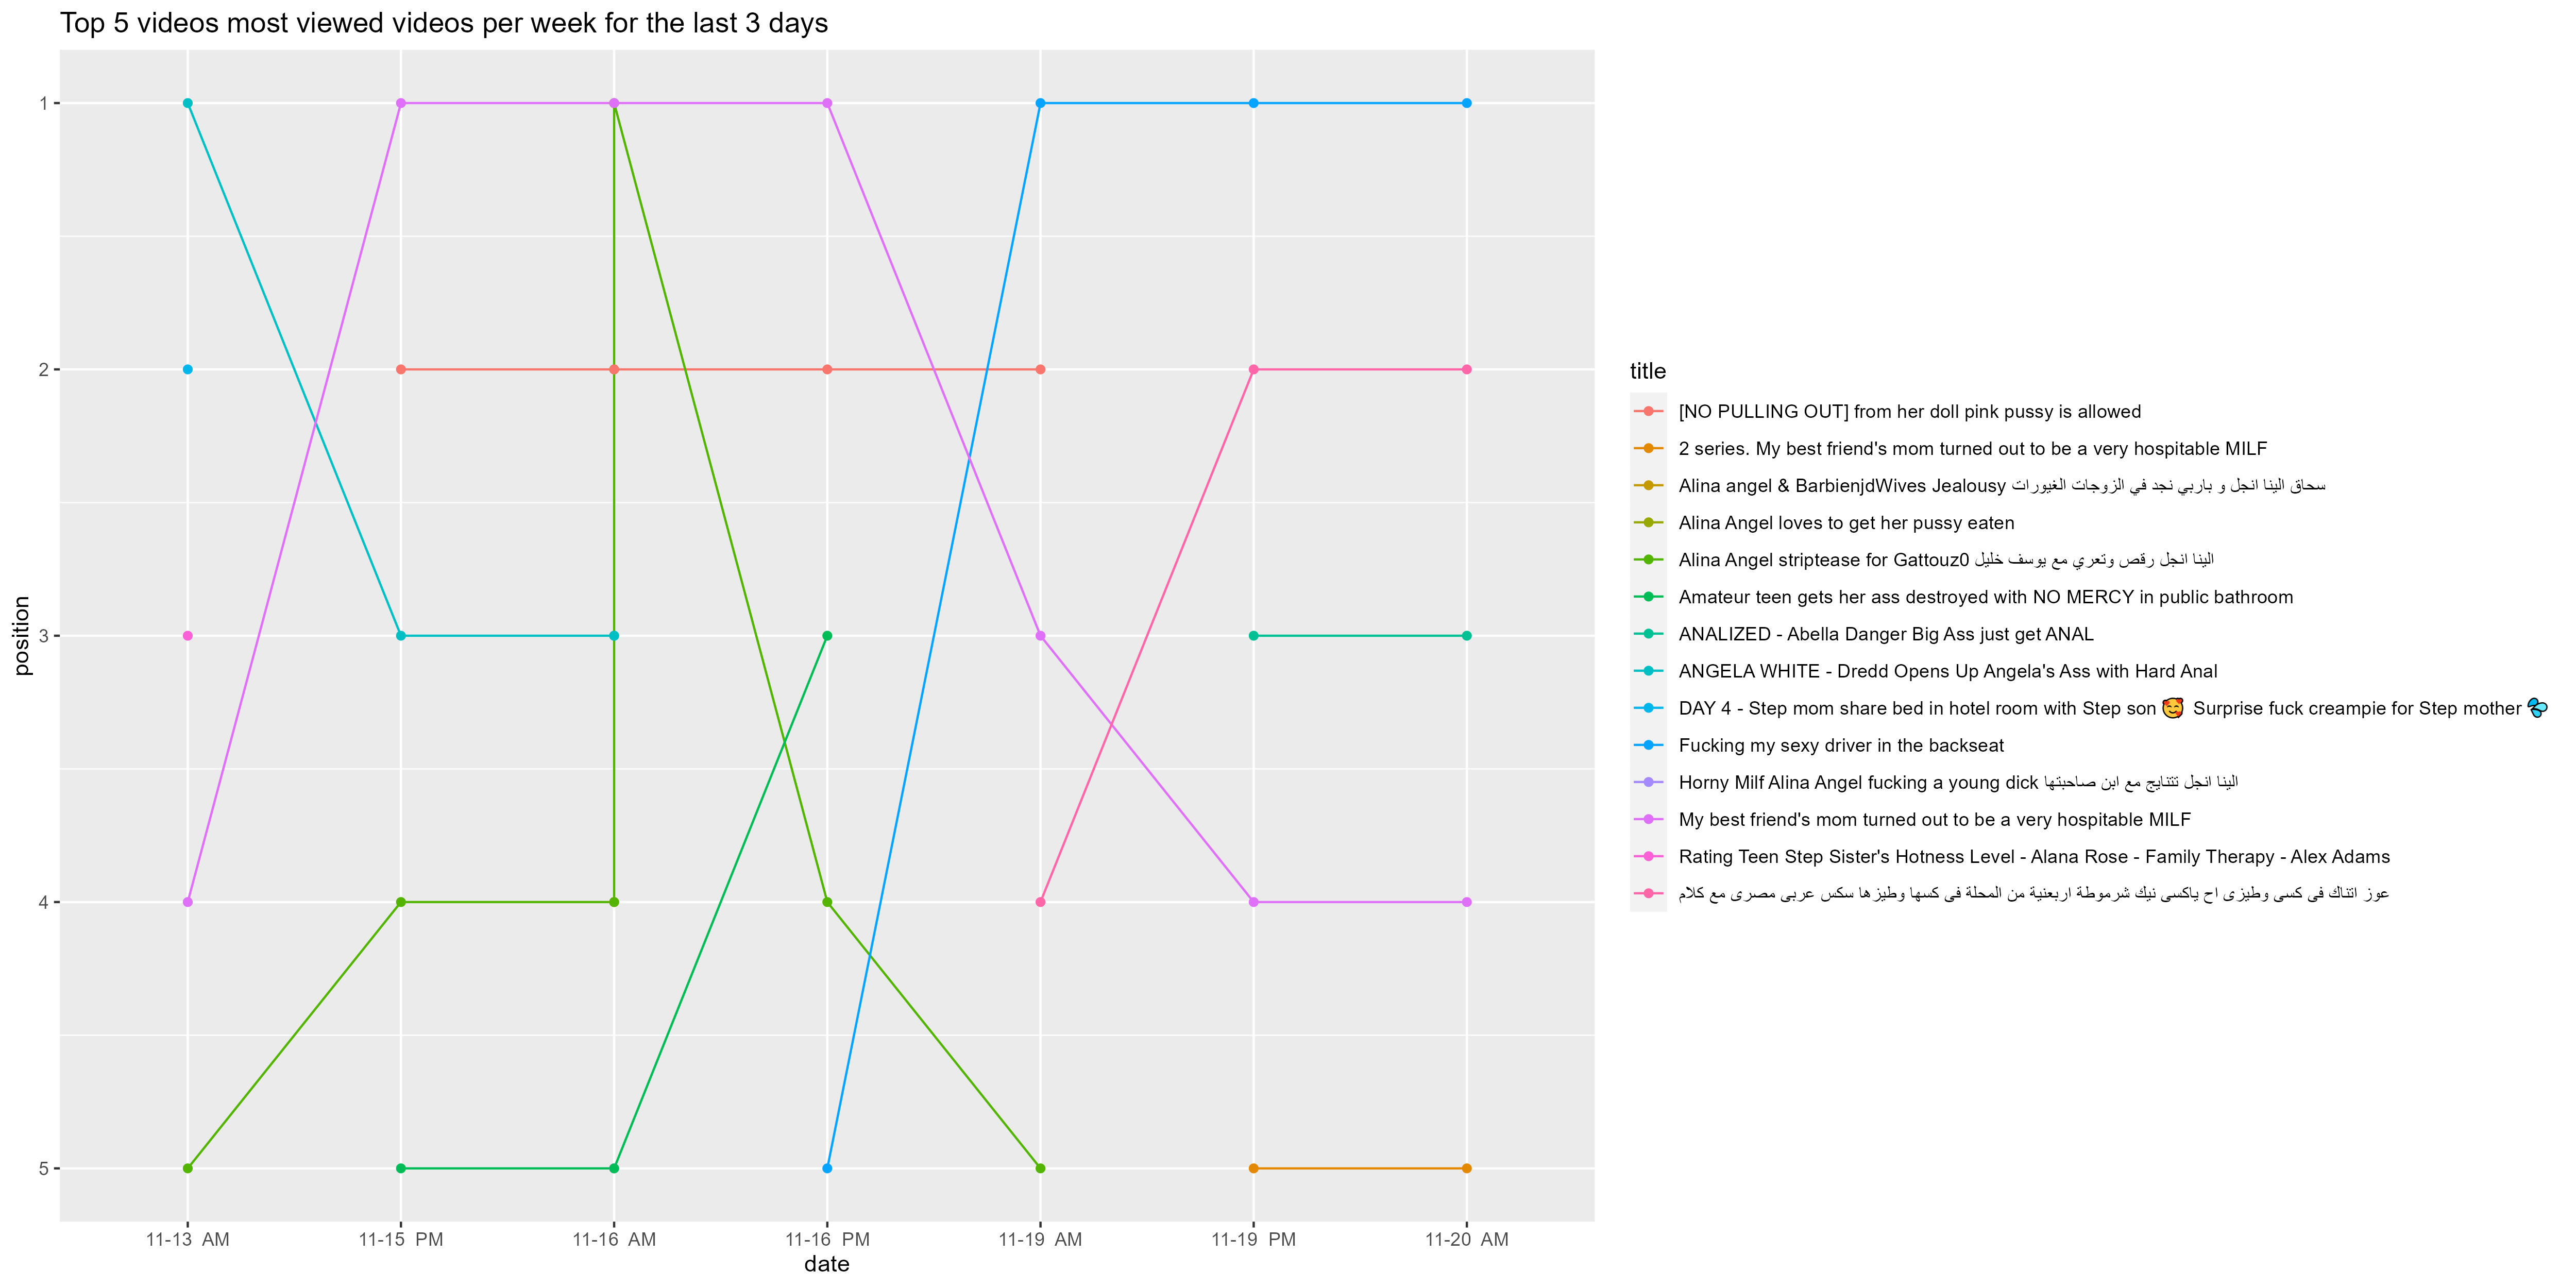 Top 5 videos most viewed videos per week for the last 3 days
position
1
2
3
4
5
11-13 AM
11-15 PM
11-16 AM
11-16 PM
11-19 AM
11-19 PM
11-20 AM
date
title
[NO PULLING OUT] from her doll pink pussy is allowed
2 series. My best friend's mom turned out to be a very hospitable MILF
Alina angel & BarbienjdWives Jealousy سحاق الينا انجل و باربي نجد في الزوجات الغيورات
Alina Angel loves to get her pussy eaten
Alina Angel striptease for Gattouz0 الينا انجل رقص وتعري مع يوسف خليل
Amateur teen gets her ass destroyed with NO MERCY in public bathroom
ANALIZED - Abella Danger Big Ass just get ANAL
ANGELA WHITE - Dredd Opens Up Angela's Ass with Hard Anal
DAY 4 - Step mom share bed in hotel room with Step son 🥰 Surprise fuck creampie for Step mother 💦
Fucking my sexy driver in the backseat
Horny Milf Alina Angel fucking a young dick الينا انجل تتنايج مع ابن صاحبتها
My best friend's mom turned out to be a very hospitable MILF
Rating Teen Step Sister's Hotness Level - Alana Rose - Family Therapy - Alex Adams
عوز اتناك فى كسى وطيزى اح ياكسى نيك شرموطة اربعنية من المحلة فى كسها وطيزها سكس عربى مصرى مع كلام